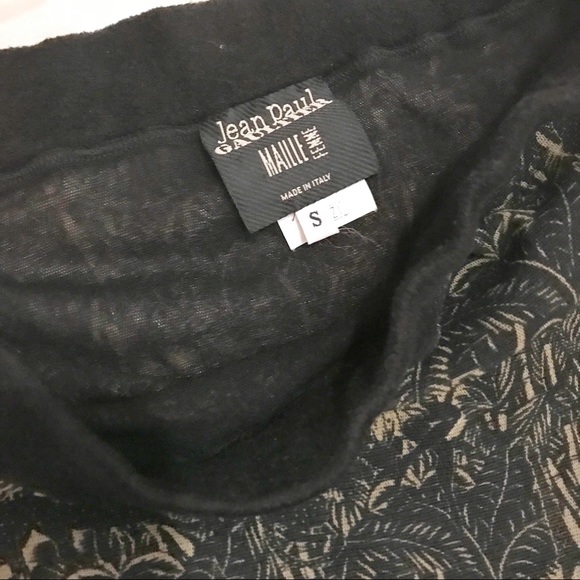 Jean Paul
GAULTIER
MAILLE
FEMME
MADE IN ITALY
S